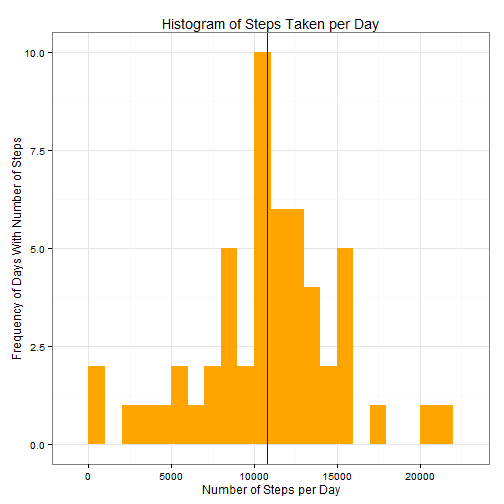 Histogram of Steps Taken per Day
Frequency of Days With Number of Steps
10.0
7.5
5.0
2.5
0.0
0 5000 10000 15000 20000
Number of Steps per Day